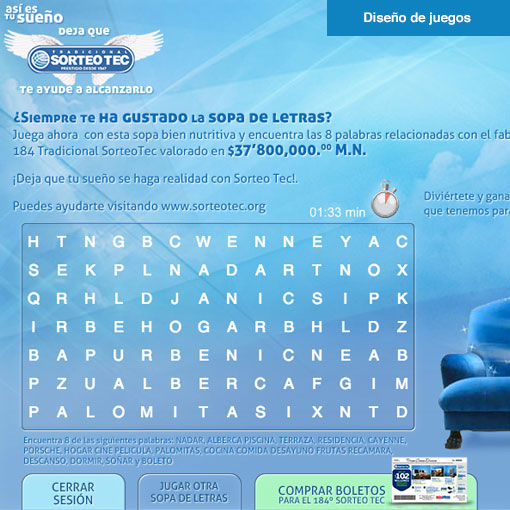 así es
tu sueño
Diseño de juegos
DEJA QUE
TRADICIONAL
SORTEO TEC
PRESTIGIO DESDE 1947
TE AYUDE A ALCANZARLO
¿SIEMPRE TE HA GUSTADO LA SOPA DE LETRAS?
Juega ahora con esta sopa bien nutritiva y encuentra las 8 palabras relacionadas con el fab
184 Tradicional SorteoTec valorado en $37'800,000.00 M.N.
¡Deja que tu sueño se haga realidad con Sorteo Tec!.
Diviértete y gana
Puedes ayudarte visitando www.sorteotec.org
01:33 min
que tenemos para
H T N G B C W E N N E Y A C
S E K P L N A D A R T N O X
Q R H L D J A N I C S I P K
I R B E H O G A R B H L D Z
B A P U R B E N I C N E A B
P Z U A L B E R C A F G I M
P A L O M I T A S I X N T D
Encuentra 8 de las siguientes palabras: NADAR, ALBERCA PISCINA, TERRAZA, RESIDENCIA, CAYENNE,
PORSCHE, HOGAR CINE PELICULA, PALOMITAS, COCINA COMIDA DESAYUNO FRUTAS RECAMARA,
DESCANSO, DORMIR, SOÑAR y BOLETO
CERRAR
SESIÓN
JUGAR OTRA
SOPA DE LETRAS
COMPRAR BOLETOS
PARA EL 184º SORTEO TEC
102